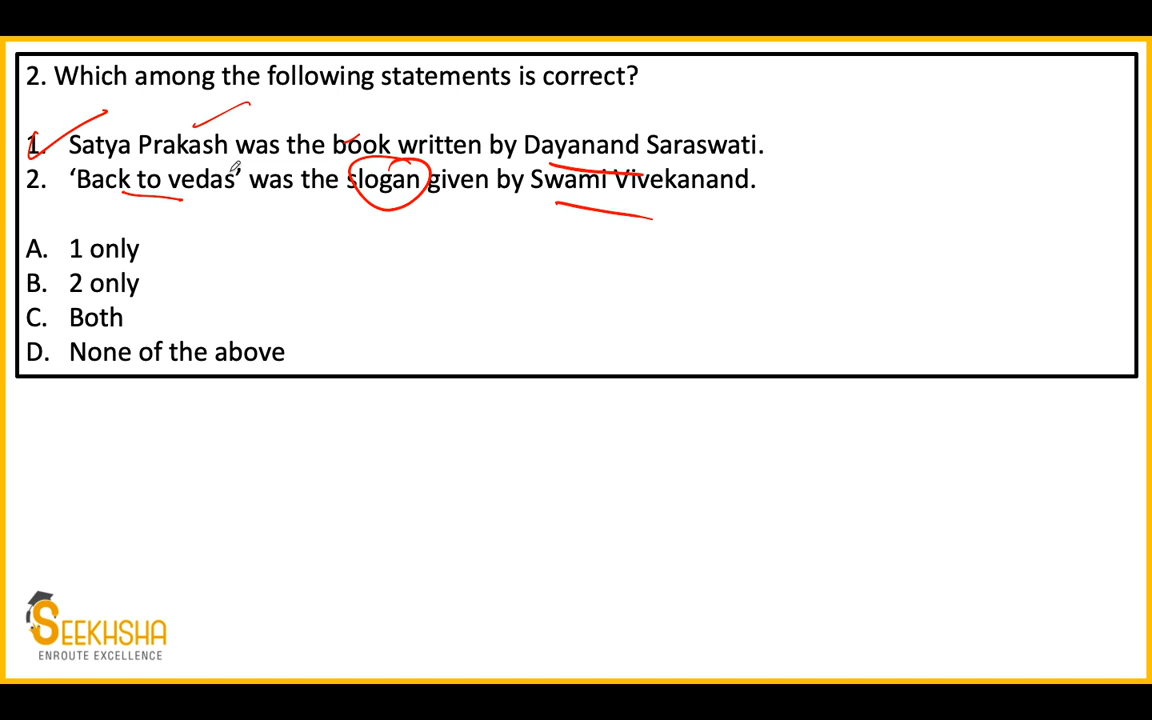 2. Which among the following statements is correct?
1. Satya Prakash was the book written by Dayanand Saraswati.
2. ‘Back to vedas’ was the slogan given by Swami Vivekanand.
A. 1 only
B. 2 only
C. Both
D. None of the above
SEEKHSHA
ENROUTE EXCELLENCE